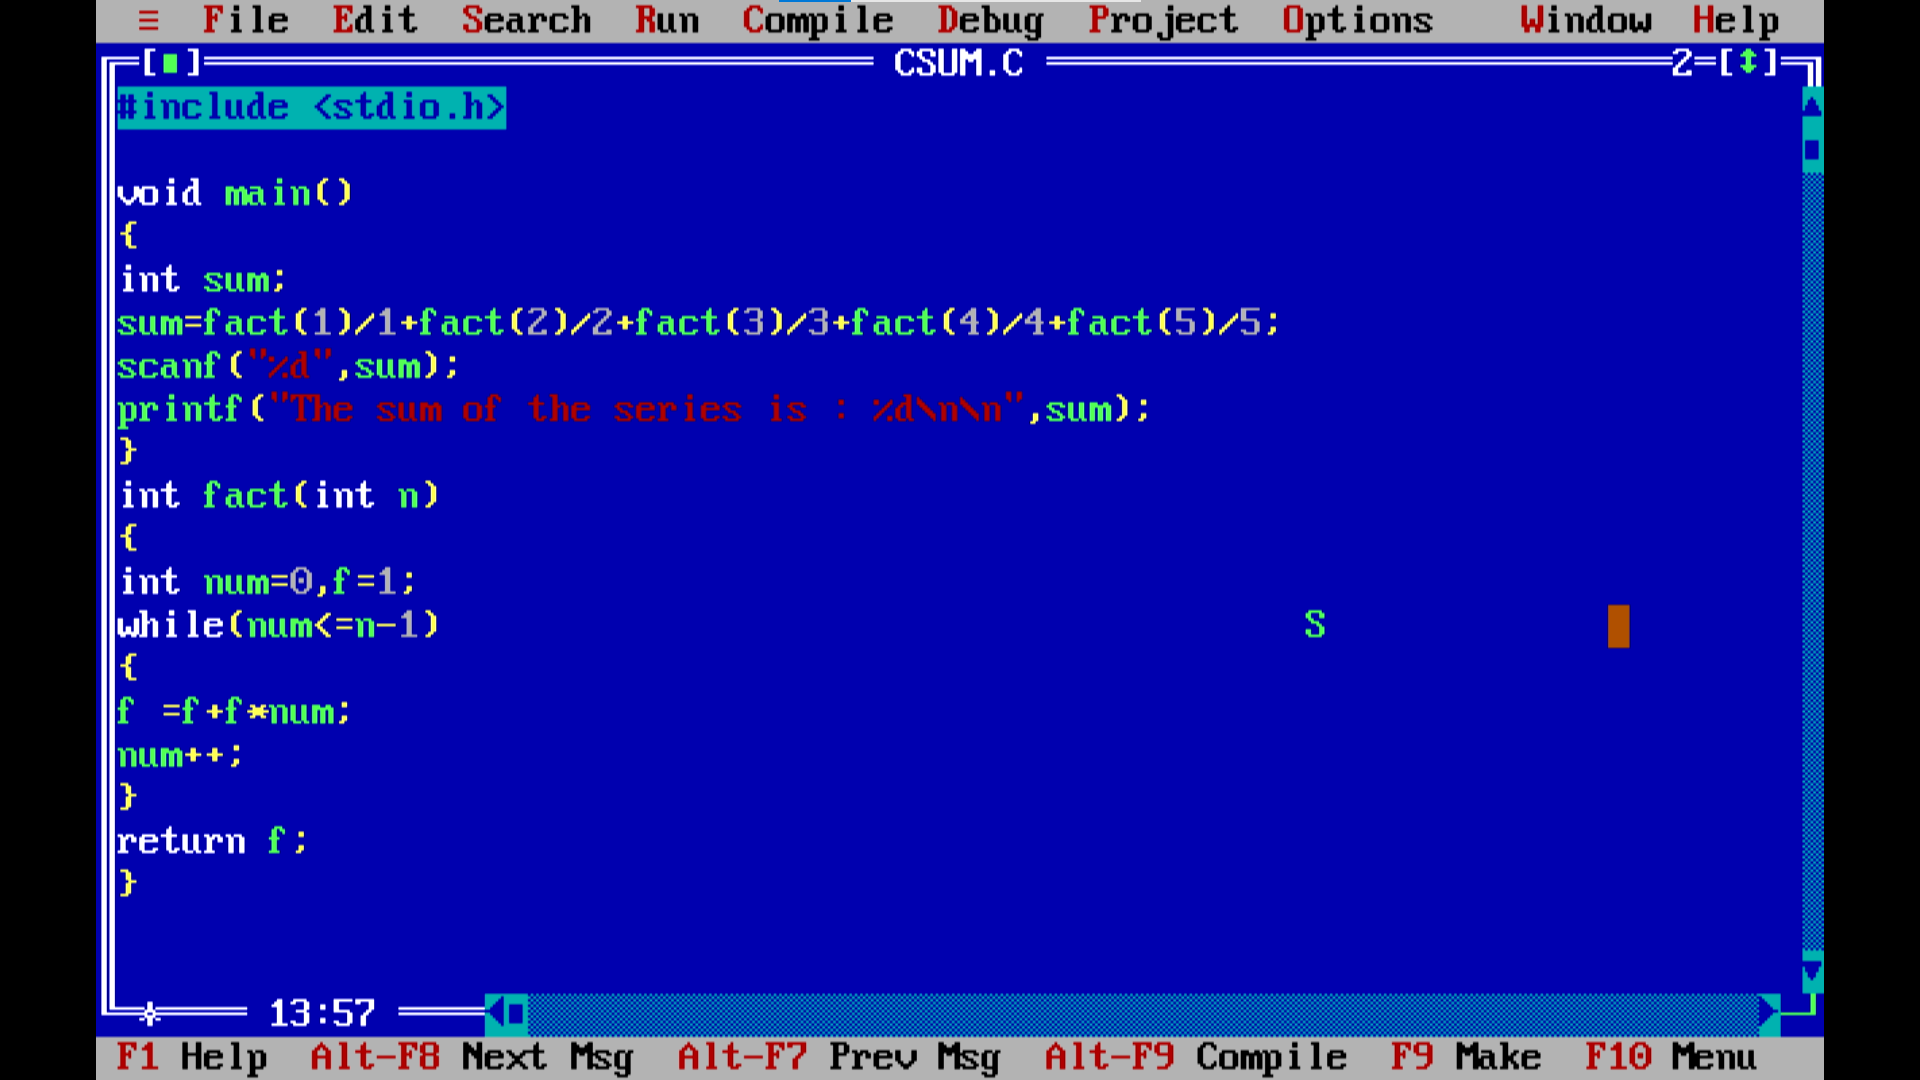 ≡ File Edit Search Run Compile Debug Project Options Window Help
[■] CSUM.C 2=[↕]
#include <stdio.h>
void main()
{
int sum;
sum=fact(1)/1+fact(2)/2+fact(3)/3+fact(4)/4+fact(5)/5;
scanf("%d",sum);
printf("The sum of the series is : %d\n\n",sum);
}
int fact(int n)
{
int num=0,f=1;
while(num<=n-1) S
{
f =f+f*num;
num++;
}
return f;
}
13:57
F1 Help Alt-F8 Next Msg Alt-F7 Prev Msg Alt-F9 Compile F9 Make F10 Menu